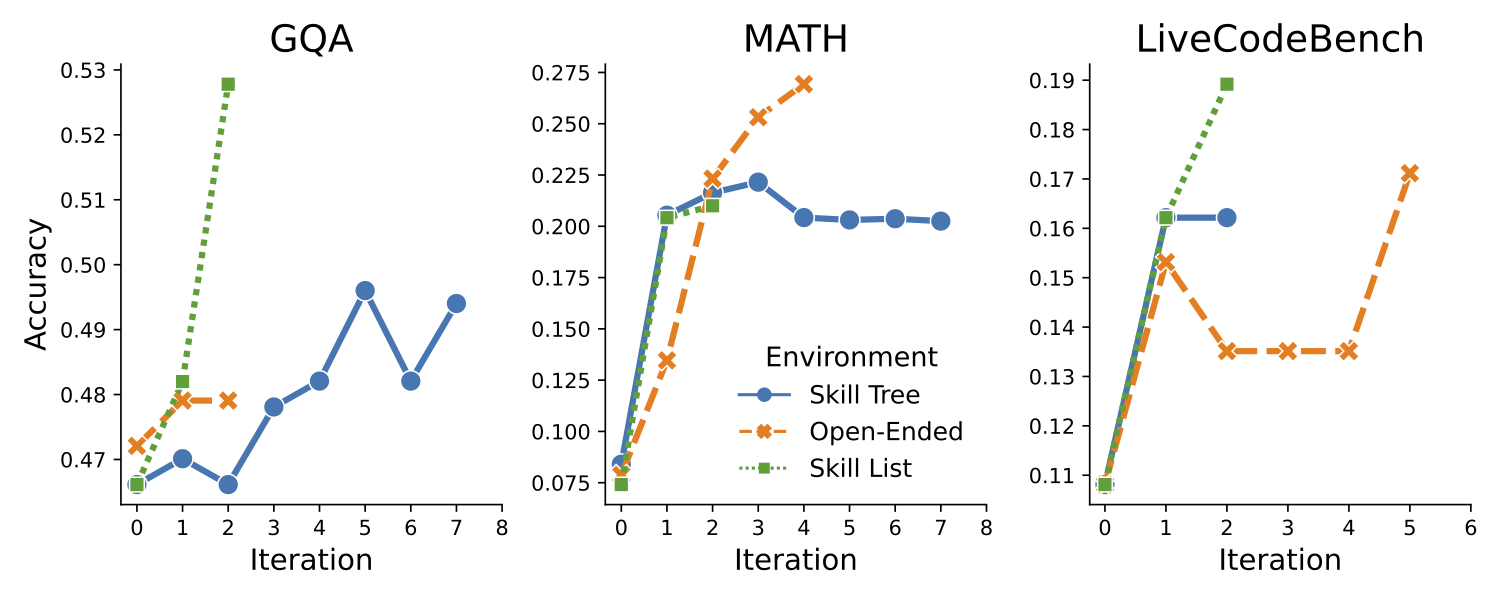 GQA
MATH
LiveCodeBench
Accuracy
0.53
0.52
0.51
0.50
0.49
0.48
0.47
0 1 2 3 4 5 6 7 8
Iteration
0.275
0.250
0.225
0.200
0.175
0.150
0.125
0.100
0.075
Environment
Skill Tree
Open-Ended
Skill List
0 1 2 3 4 5 6 7 8
Iteration
0.19
0.18
0.17
0.16
0.15
0.14
0.13
0.12
0.11
0 1 2 3 4 5 6
Iteration